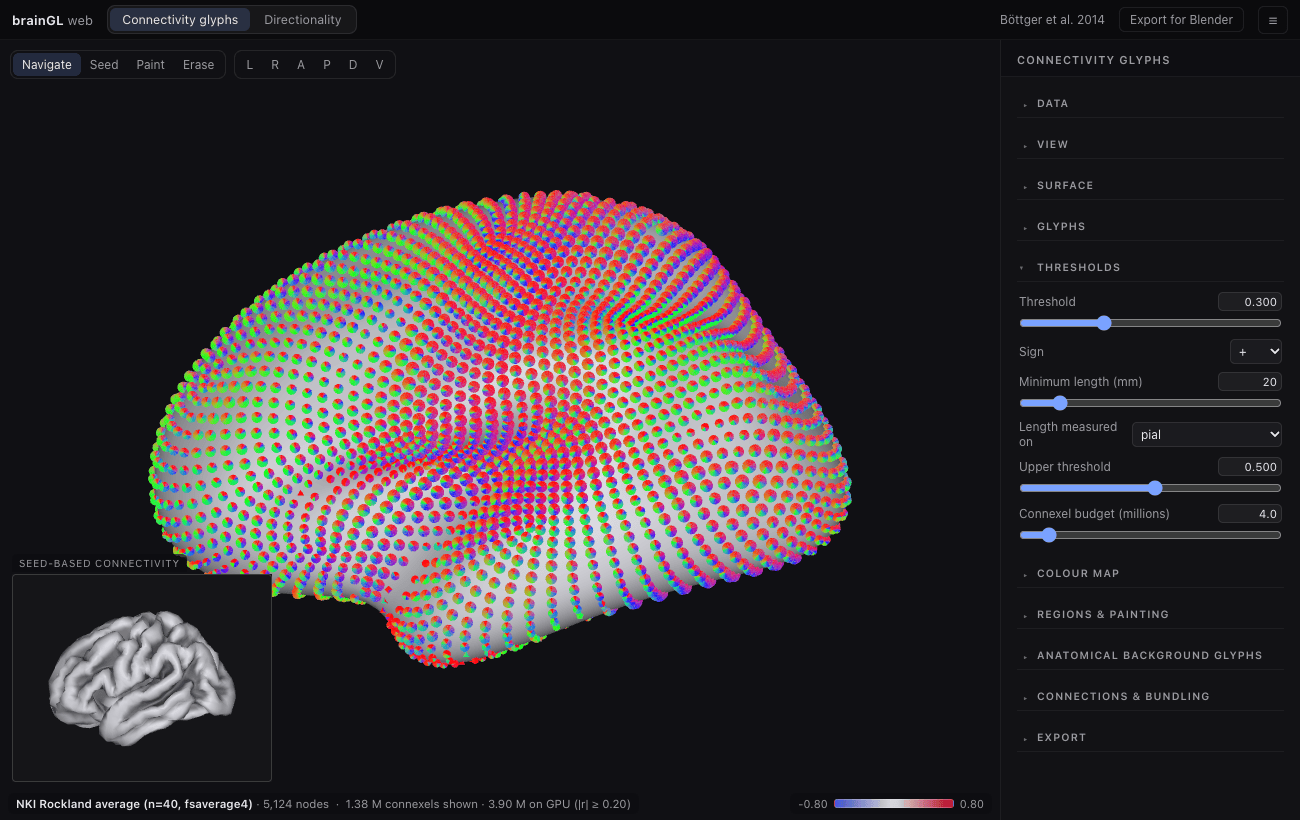 brainGL web
Connectivity glyphs
Directionality
Böttger et al. 2014
Export for Blender
≡
Navigate
Seed
Paint
Erase
L R A P D V
CONNECTIVITY GLYPHS
DATA
VIEW
SURFACE
GLYPHS
THRESHOLDS
Threshold 0.300
Sign +
Minimum length (mm) 20
Length measured
on
pial
Upper threshold 0.500
Connexel budget (millions) 4.0
COLOUR MAP
REGIONS & PAINTING
ANATOMICAL BACKGROUND GLYPHS
CONNECTIONS & BUNDLING
EXPORT
SEED-BASED CONNECTIVITY
NKI Rockland average (n=40, fsaverage4) · 5,124 nodes · 1.38 M connexels shown · 3.90 M on GPU (|r| ≥ 0.20)
-0.80 0.80